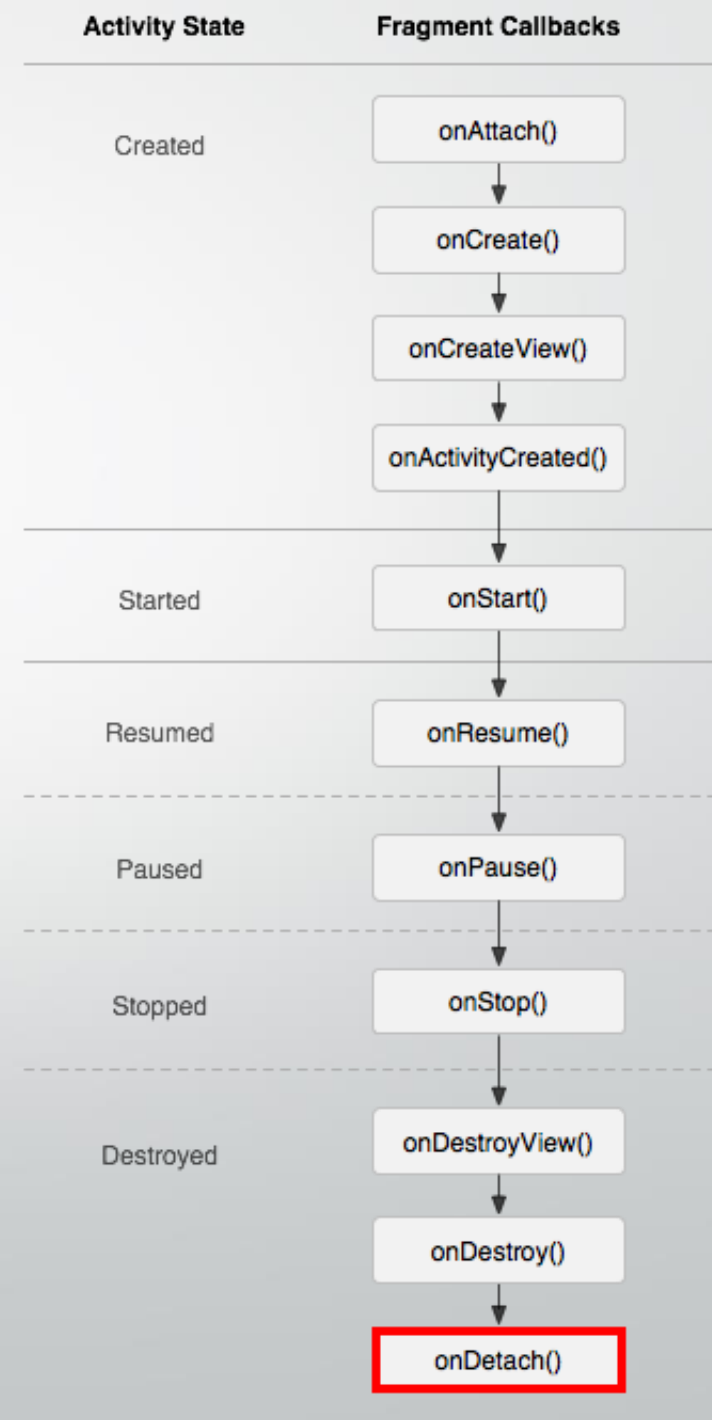 Activity State Fragment Callbacks
Created onAttach()
onCreate()
onCreateView()
onActivityCreated()
Started onStart()
Resumed onResume()
Paused onPause()
Stopped onStop()
Destroyed onDestroyView()
onDestroy()
onDetach()